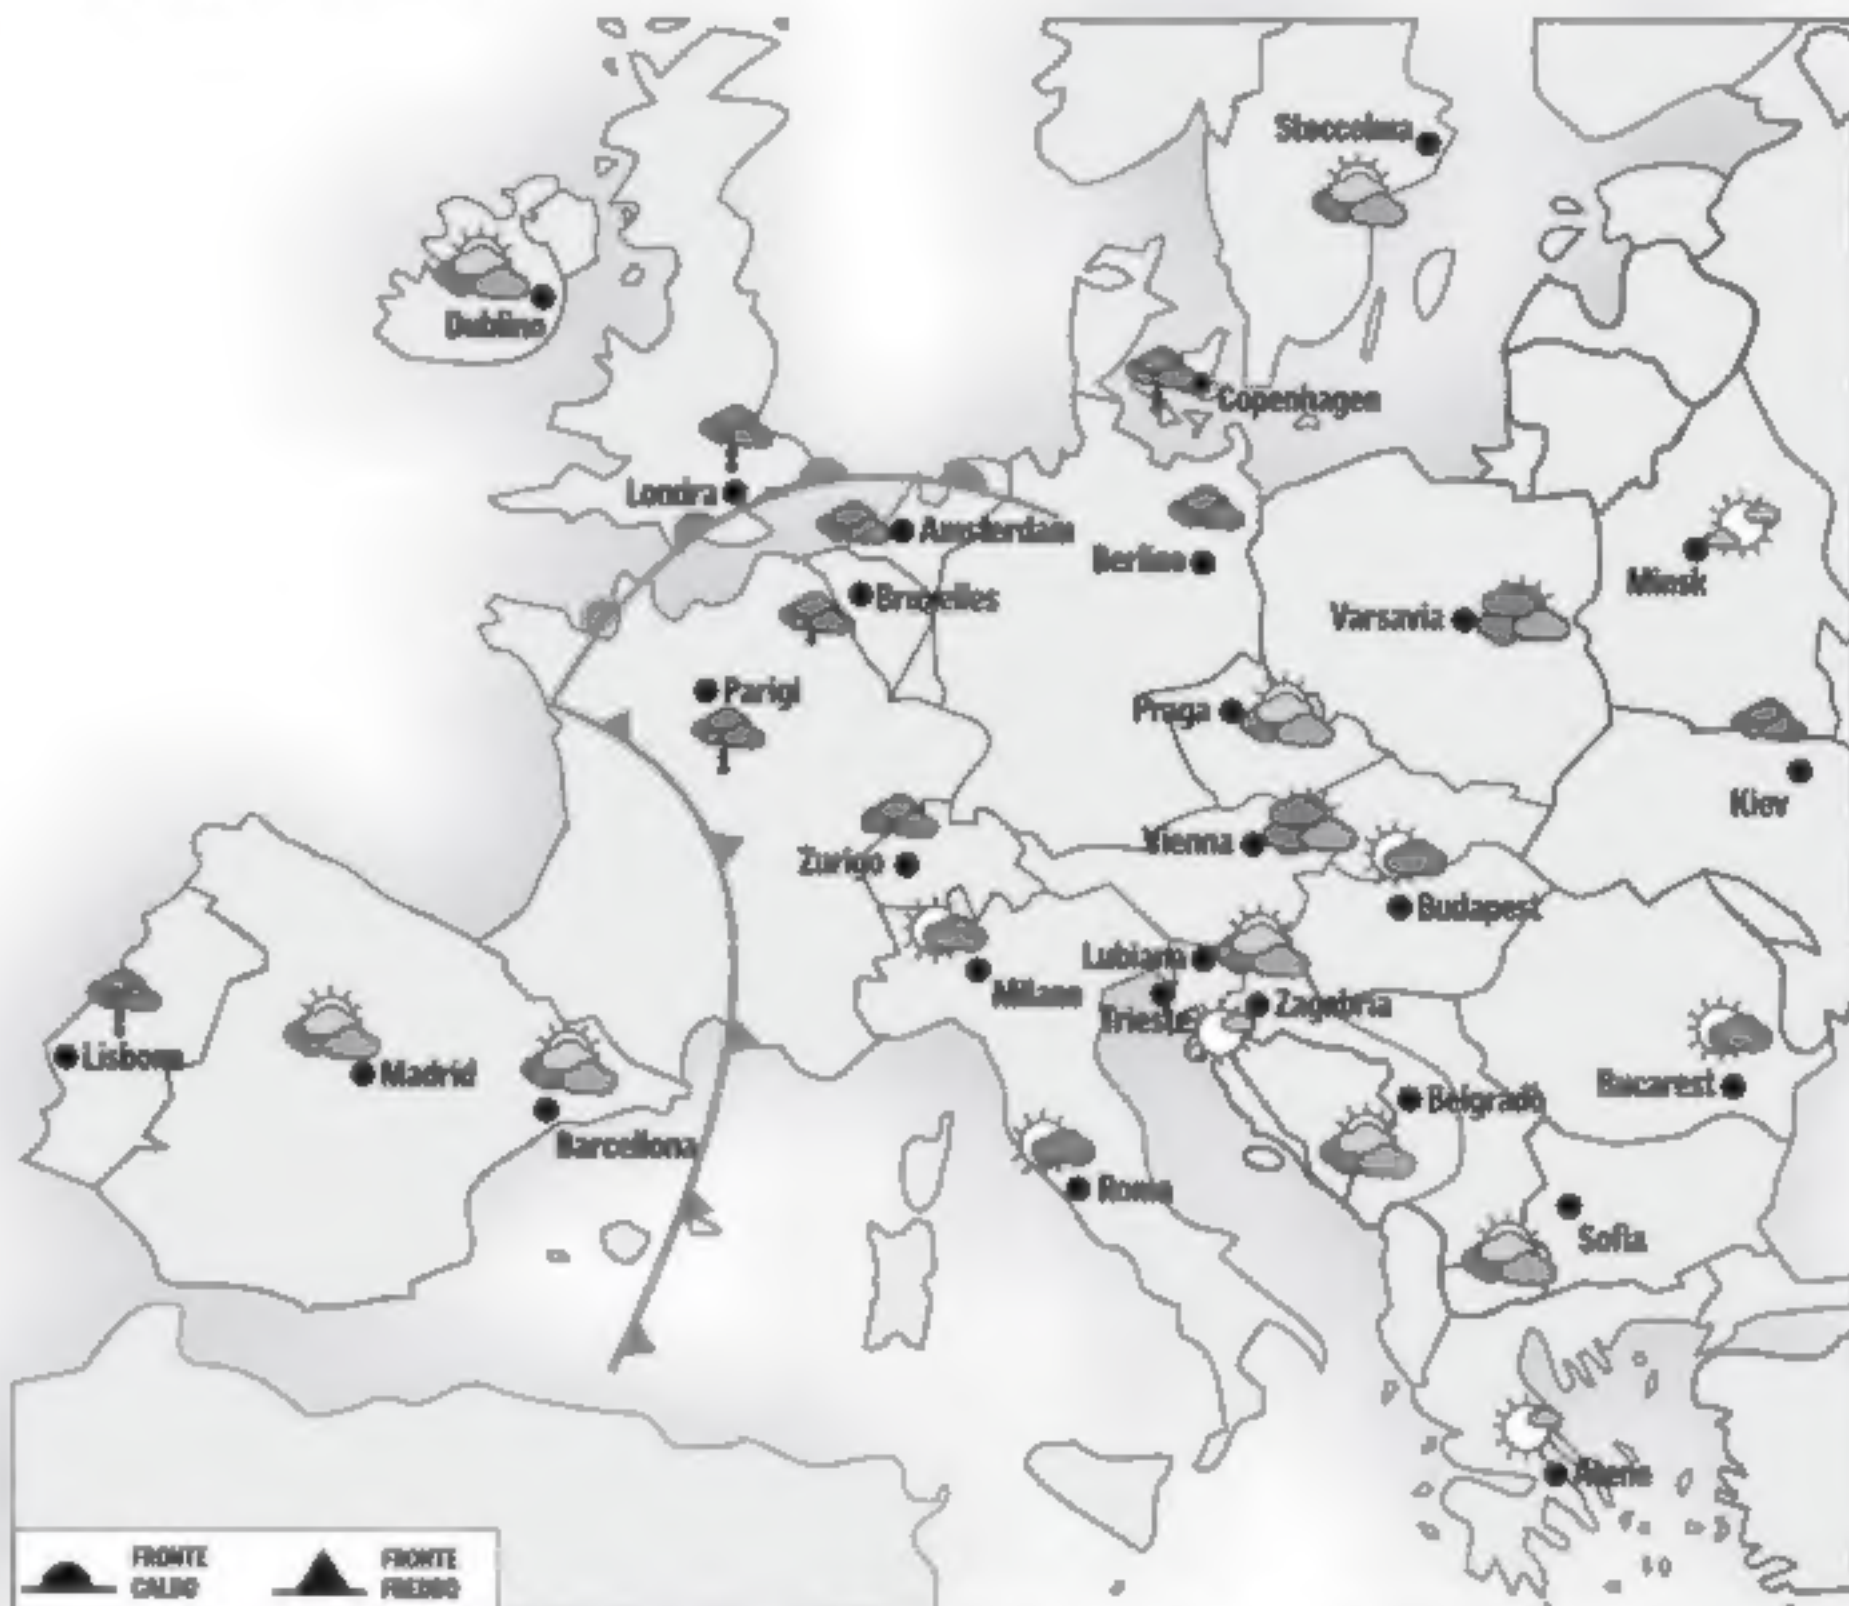 Stoccolma
Dublino
Copenhagen
Londra
Amsterdam
Berlino
Minsk
Bruxelles
Varsavia
Parigi
Praga
Kiev
Vienna
Zurigo
Budapest
Lubiana
Milano
Zagabria
Trieste
Lisbona
Madrid
Bucarest
Belgrado
Barcellona
Roma
Sofia
Atene
FRONTE
CALDO
FRONTE
FREDDO